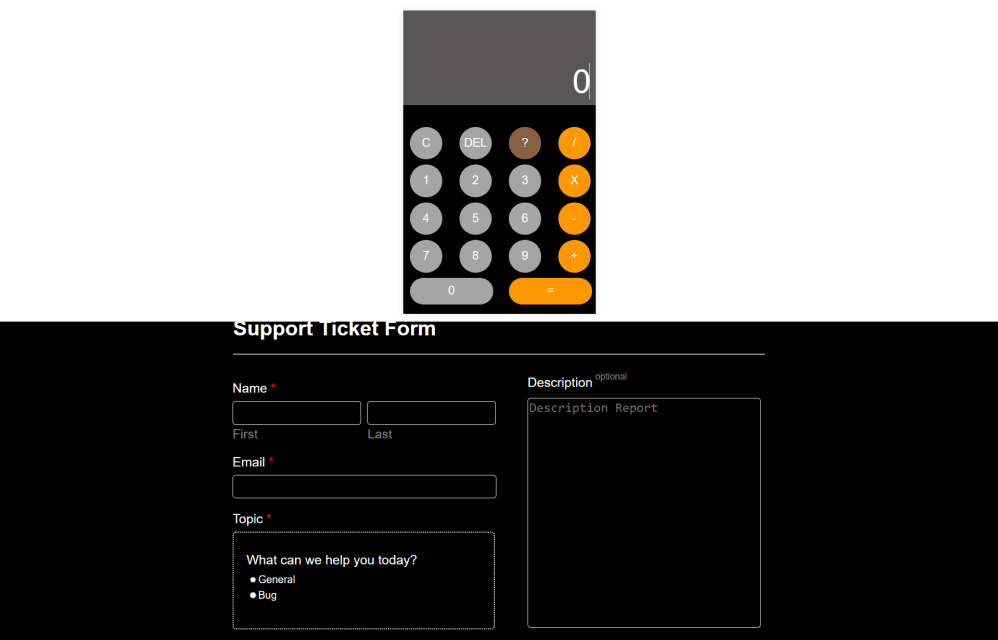 0
C DEL ? /
1 2 3 X
4 5 6 -
7 8 9 +
0 =
Support Ticket Form
Name *
First Last
Email *
Topic *
What can we help you today?
General
Bug
Description optional
Description Report